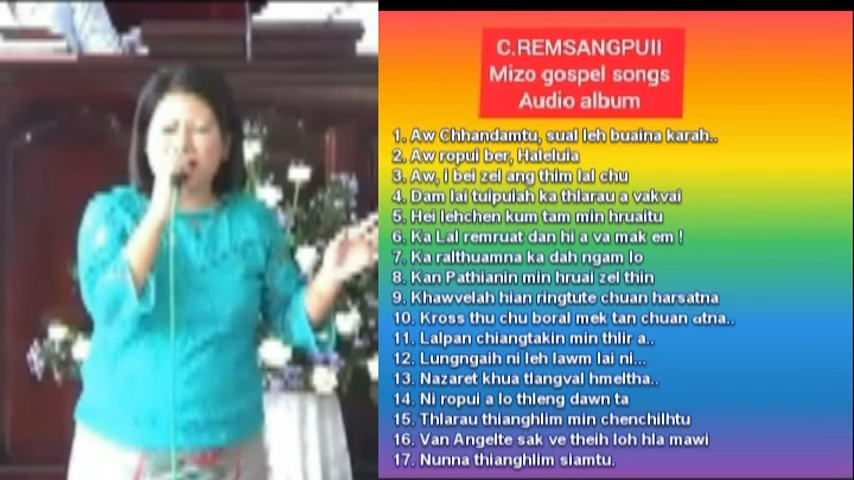 C.REMSANGPUII
Mizo gospel songs
Audio album
1. Aw Chhandamtu, sual leh buaina karah..
2. Aw ropui ber, Haleluia
3. Aw, i bei zel ang thim lal chu
4. Dam lai tuipuiah ka thlarau a vakvai
5. Hei lehchen kum tam min hruaitu
6. Ka Lal remruat dan hi a va mak em !
7. Ka ralthuamna ka dah ngam lo
8. Kan Pathianin min hruai zel thin
9. Khawvelah hian ringtute chuan harsatna
10. Kross thu chu boral mek tan chuan atna..
11. Lalpan chiangtakin min thlir a..
12. Lungngaih ni leh lawm lai ni...
13. Nazaret khua tlangval hmeltha..
14. Ni ropui a lo thleng dawn ta
15. Thlarau thianghlim min chenchilhtu
16. Van Angelte sak ve theih loh hla mawi
17. Nunna thianghlim siamtu.